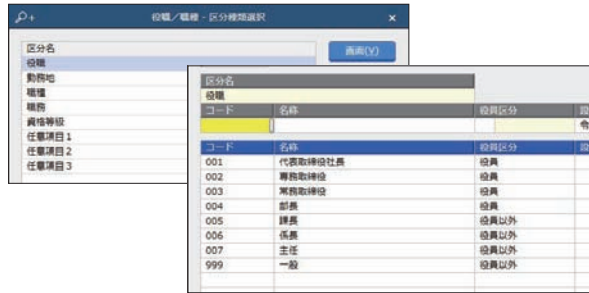 役職／職種 - 区分種類選択
×
区分名
役職
勤務地
職種
職務
資格等級
任意項目1
任意項目2
任意項目3
画面(V)
区分名
役職
コード 名称 役員区分
コード 名称 役員区分
001 代表取締役社長 役員
002 専務取締役 役員
003 常務取締役 役員
004 部長 役員
005 課長 役員以外
006 係長 役員以外
007 主任 役員以外
999 一般 役員以外